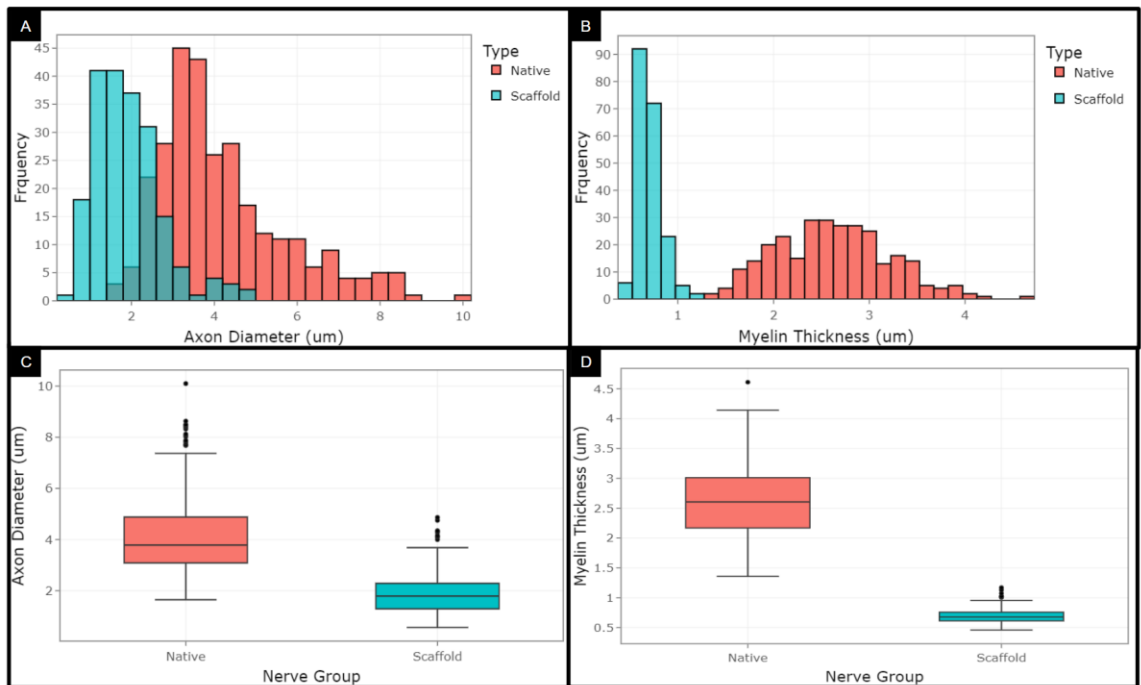 A
Frquency
45
40
35
30
25
20
15
10
5
0
2
4
6
8
10
Axon Diameter (um)
Type
Native
Scaffold
B
Frquency
90
80
70
60
50
40
30
20
10
0
1
2
3
4
Myelin Thickness (um)
Type
Native
Scaffold
C
Axon Diameter (um)
10
8
6
4
2
Native
Scaffold
Nerve Group
D
Myelin Thickness (um)
4.5
4
3.5
3
2.5
2
1.5
1
0.5
Native
Scaffold
Nerve Group